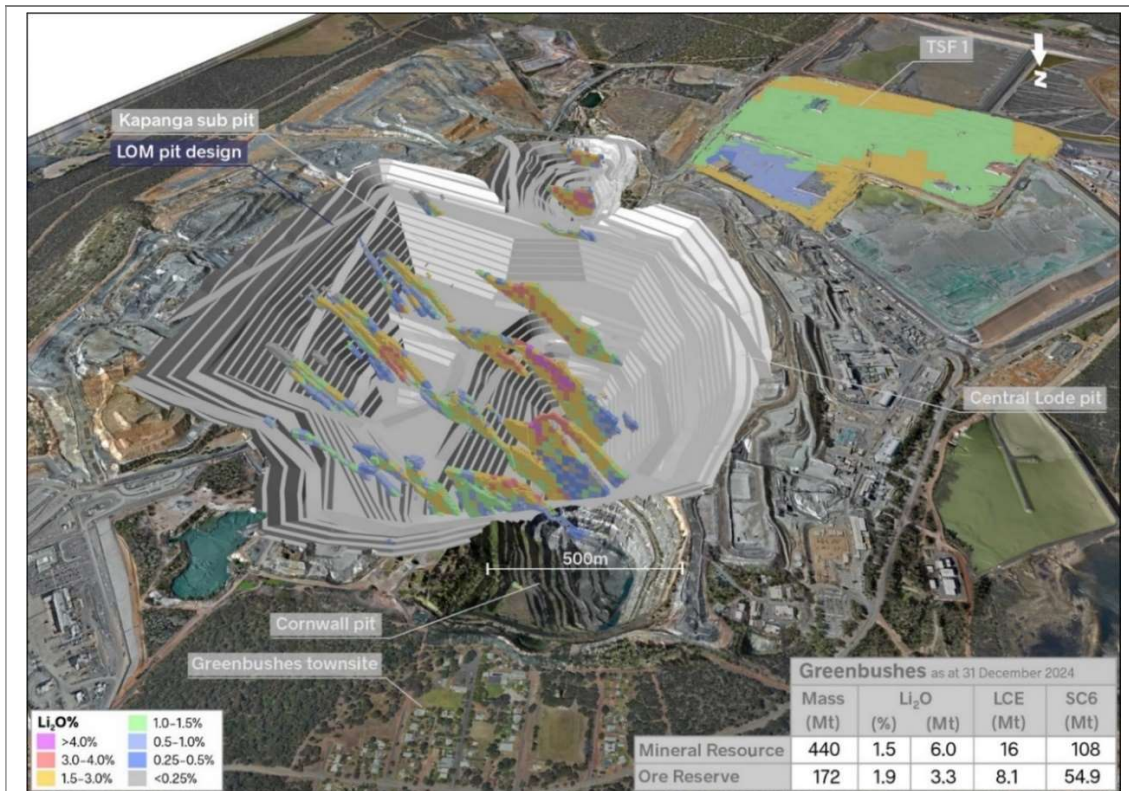 TSF 1
N
Kapanga sub pit
LOM pit design
Central Lode pit
500m
Cornwall pit
Greenbushes townsite
Li₂O%
>4.0%
3.0–4.0%
1.5–3.0%
1.0–1.5%
0.5–1.0%
0.25–0.5%
<0.25%
Greenbushes as at 31 December 2024
Mass (Mt) Li₂O (%) (Mt) LCE (Mt) SC6 (Mt)
Mineral Resource 440 1.5 6.0 16 108
Ore Reserve 172 1.9 3.3 8.1 54.9